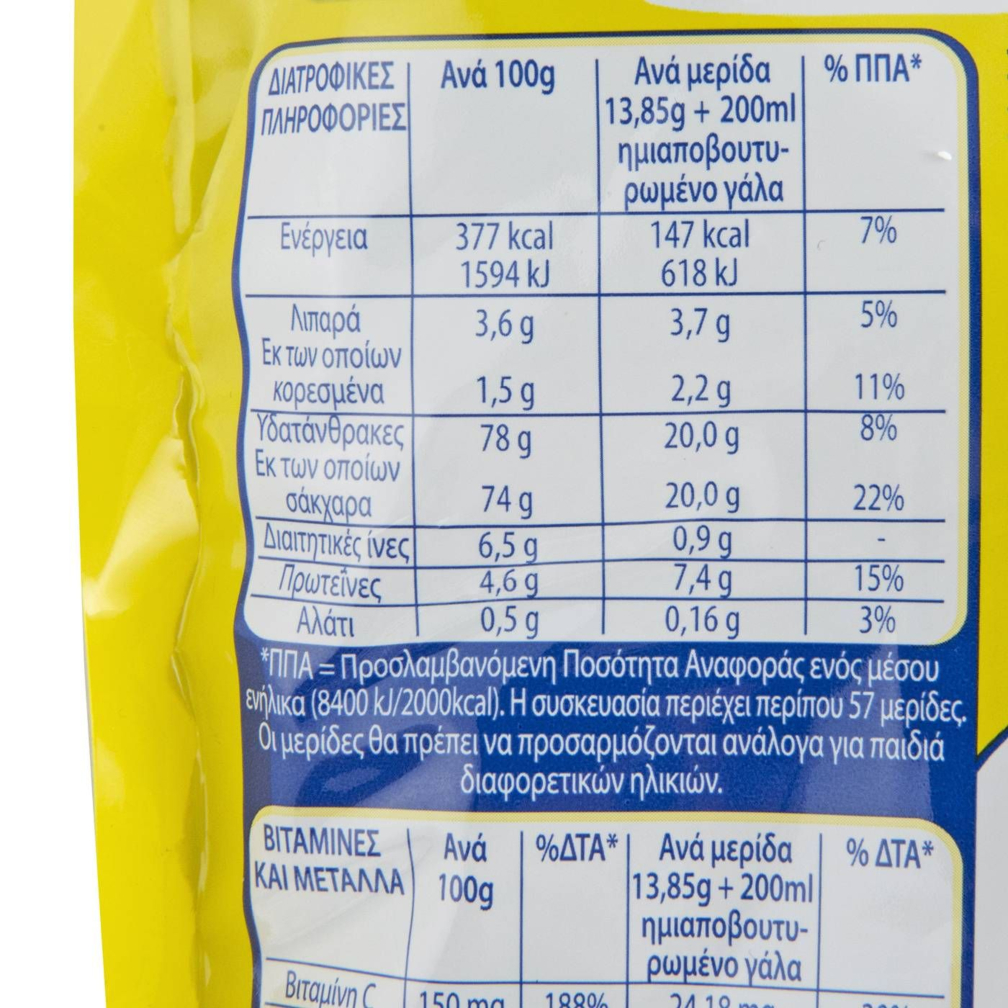 ΔΙΑΤΡΟΦΙΚΕΣ ΠΛΗΡΟΦΟΡΙΕΣ | Ανά 100g | Ανά μερίδα 13,85g + 200ml ημιαποβουτυ-ρωμένο γάλα | % ΠΠΑ*
Ενέργεια | 377 kcal | 147 kcal | 7%
1594 kJ | 618 kJ
Λιπαρά | 3,6 g | 3,7 g | 5%
Εκ των οποίων
κορεσμένα | 1,5 g | 2,2 g | 11%
Υδατάνθρακες | 78 g | 20,0 g | 8%
Εκ των οποίων
σάκχαρα | 74 g | 20,0 g | 22%
Διαιτητικές ίνες | 6,5 g | 0,9 g | -
Πρωτεΐνες | 4,6 g | 7,4 g | 15%
Αλάτι | 0,5 g | 0,16 g | 3%
*ΠΠΑ = Προσλαμβανόμενη Ποσότητα Αναφοράς ενός μέσου
ενήλικα (8400 kJ/2000kcal). Η συσκευασία περιέχει περίπου 57 μερίδες.
Οι μερίδες θα πρέπει να προσαρμόζονται ανάλογα για παιδιά
διαφορετικών ηλικιών.
ΒΙΤΑΜΙΝΕΣ ΚΑΙ ΜΕΤΑΛΛΑ | Ανά 100g | %ΔΤΑ* | Ανά μερίδα 13,85g + 200ml ημιαποβουτυ-ρωμένο γάλα | % ΔΤΑ*
Βιταμίνη C | 150 mg | 188%